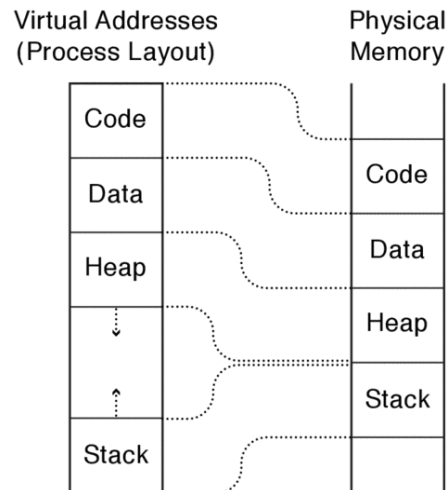 Virtual Addresses
(Process Layout)
Physical
Memory
Code
Data
Heap
Stack
Code
Data
Heap
Stack